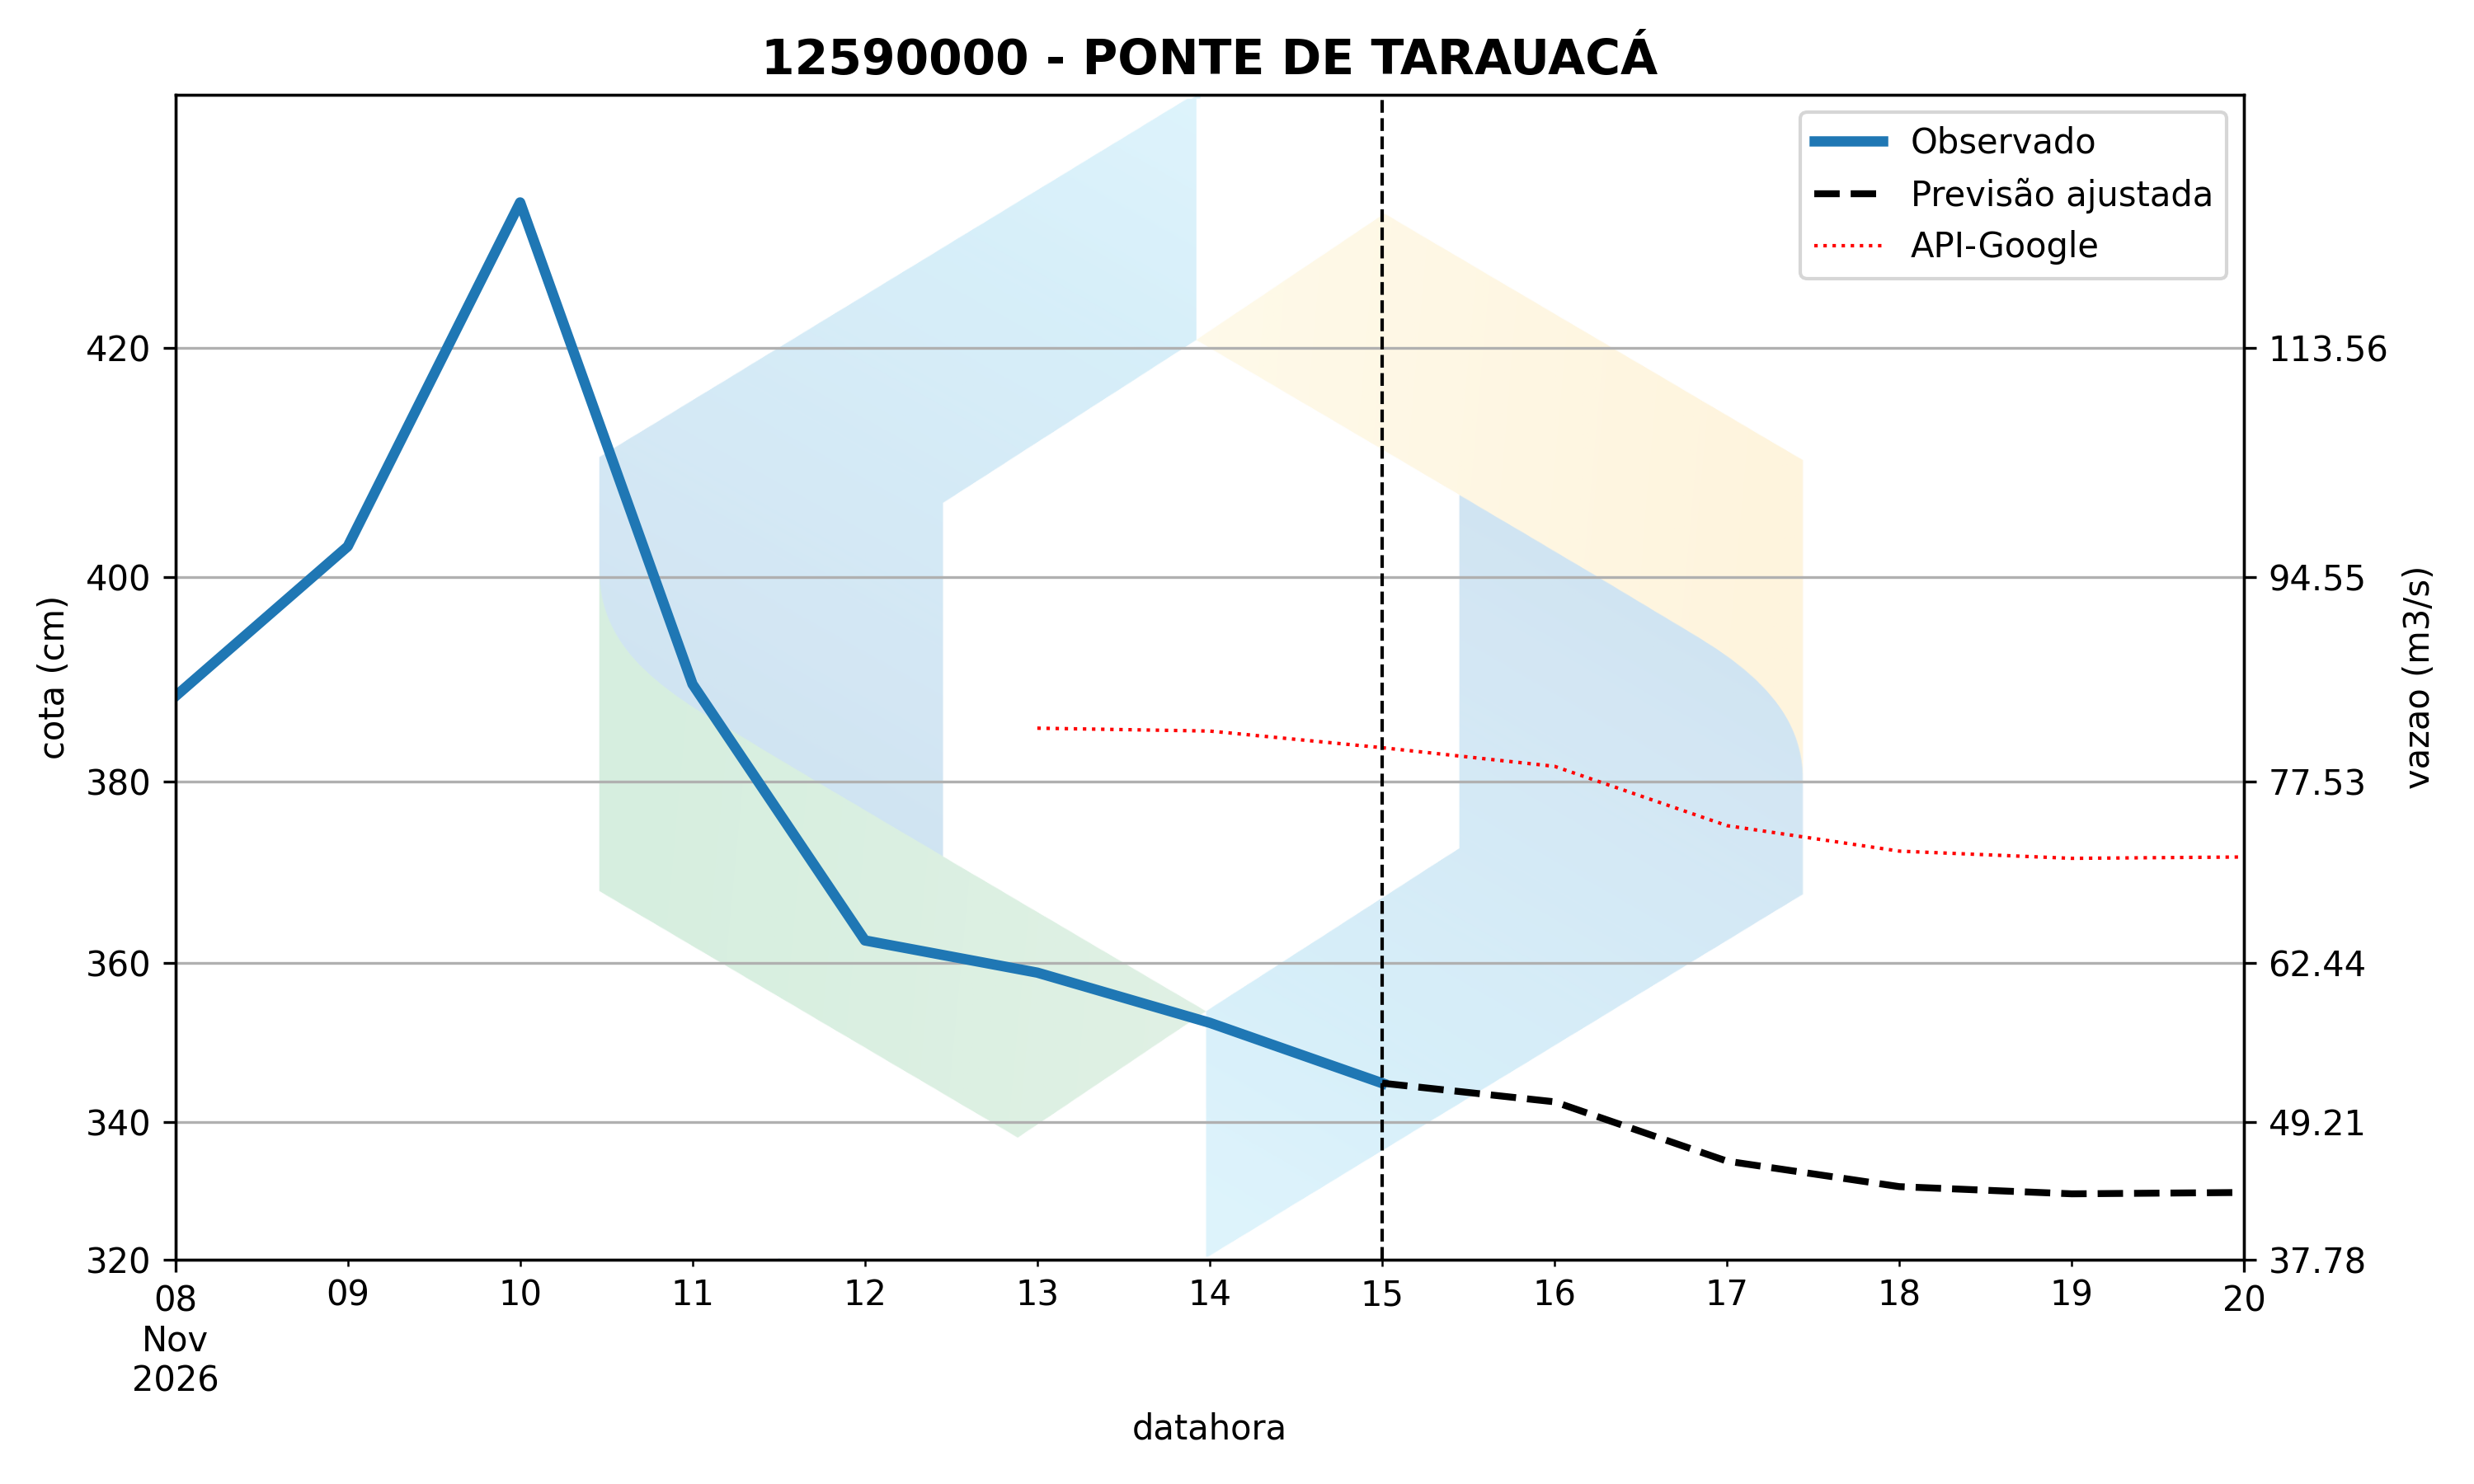 12590000 - PONTE DE TARAUACÁ
Observado
Previsão ajustada
API-Google
420
400
380
360
340
320
cota (cm)
113.56
94.55
77.53
62.44
49.21
37.78
vazao (m3/s)
08 09 10 11 12 13 14 15 16 17 18 19 20
Nov
2026
datahora